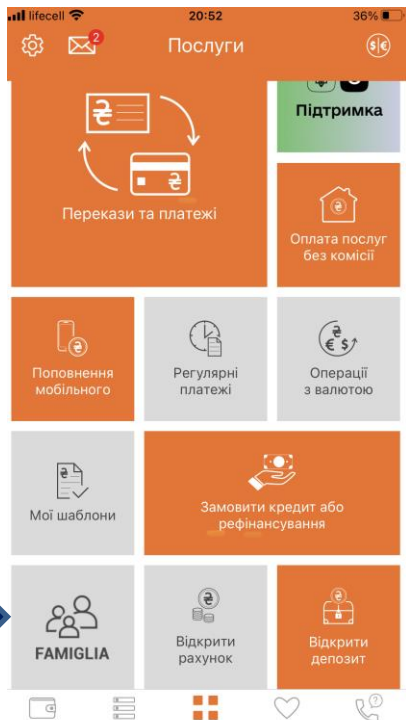 lifecell 20:52 36%
2
Послуги
$|€
Підтримка
₴
₴
Перекази та платежі
₴
Оплата послуг
без комісії
₴
Поповнення
мобільного
Регулярні
платежі
₴
€ $
Операції
з валютою
₴
Мої шаблони
Замовити кредит або
рефінансування
FAMIGLIA
₴
Відкрити
рахунок
₴
Відкрити
депозит
?